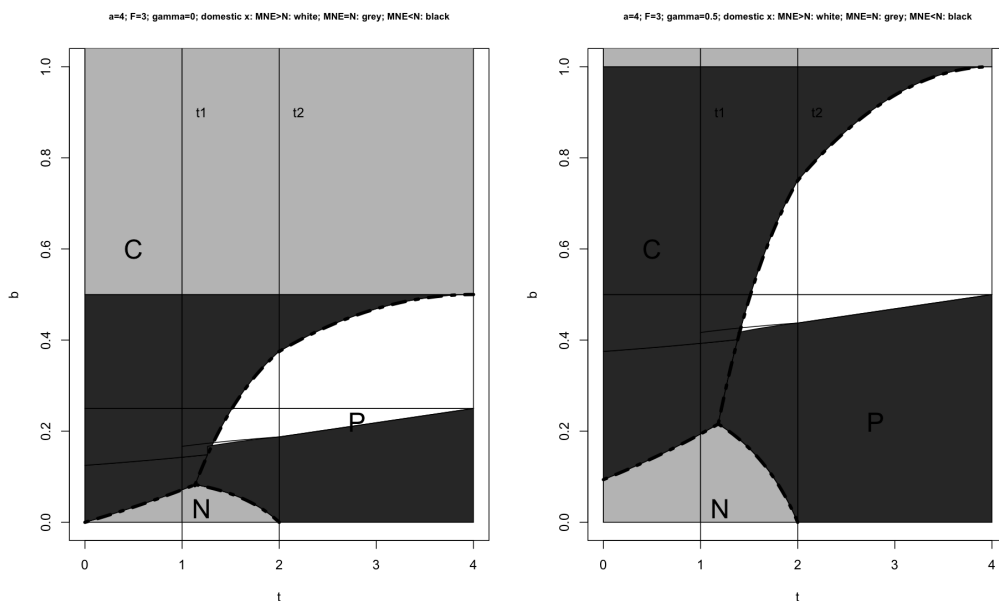 a=4; F=3; gamma=0; domestic x: MNE>N: white; MNE=N: grey; MNE<N: black
1.0
0.8
0.6
0.4
0.2
0.0
b
t1
t2
C
P
N
0
1
2
3
4
t
a=4; F=3; gamma=0.5; domestic x: MNE>N: white; MNE=N: grey; MNE<N: black
1.0
0.8
0.6
0.4
0.2
0.0
b
t1
t2
C
P
N
0
1
2
3
4
t